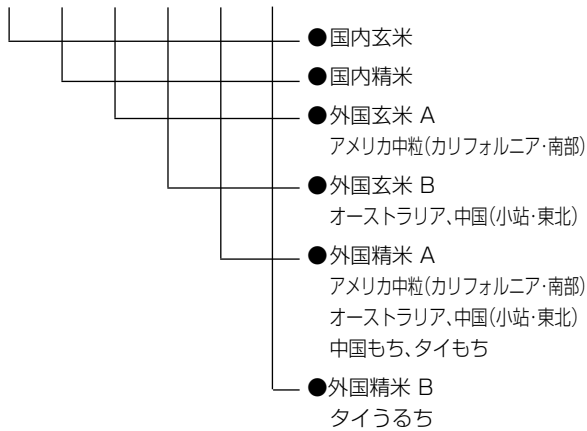 ●国内玄米
●国内精米
●外国玄米 A
アメリカ中粒(カリフォルニア・南部)
●外国玄米 B
オーストラリア、中国(小站・東北)
●外国精米 A
アメリカ中粒(カリフォルニア・南部)
オーストラリア、中国(小站・東北)
中国もち、タイもち
●外国精米 B
タイうるち